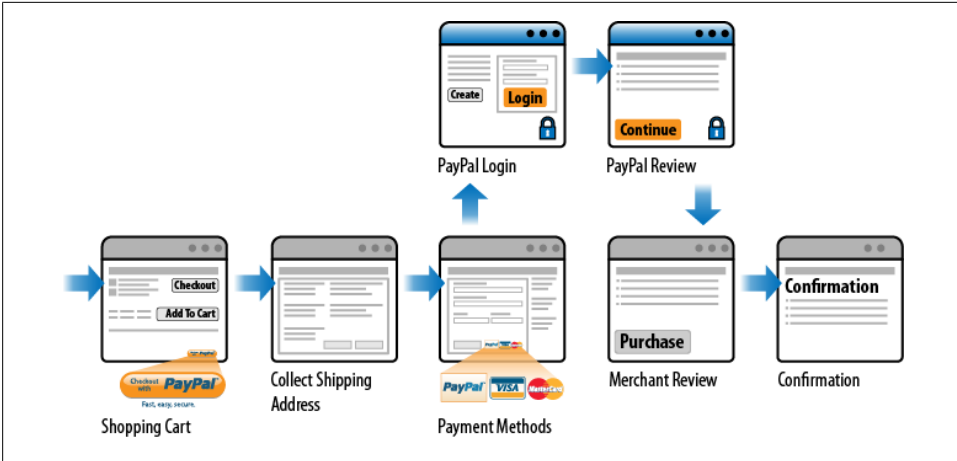 Create
Login
PayPal Login
Continue
PayPal Review
Checkout
Add To Cart
Checkout
with
PayPal
Fast, easy, secure.
Shopping Cart
Collect Shipping
Address
PayPal
VISA
MasterCard
Payment Methods
Purchase
Merchant Review
Confirmation
Confirmation